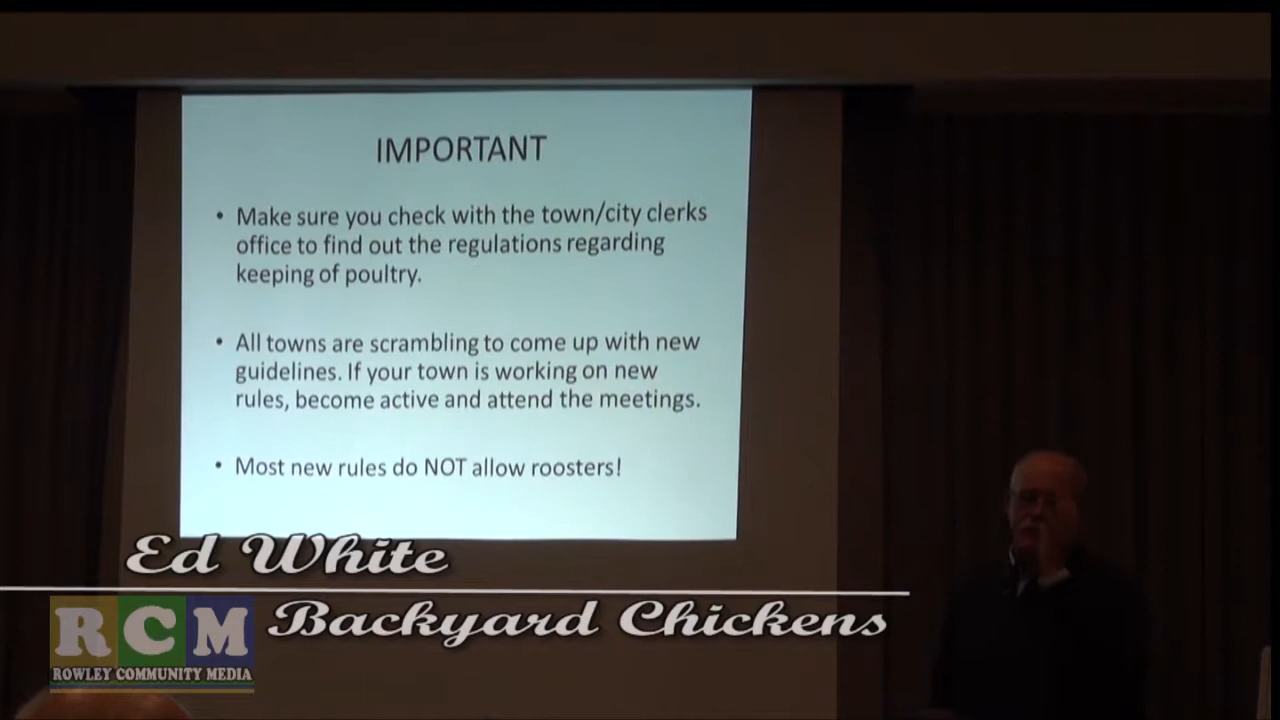 IMPORTANT
• Make sure you check with the town/city clerks
office to find out the regulations regarding
keeping of poultry.
• All towns are scrambling to come up with new
guidelines. If your town is working on new
rules, become active and attend the meetings.
• Most new rules do NOT allow roosters!
Ed White
Backyard Chickens
RCM
ROWLEY COMMUNITY MEDIA